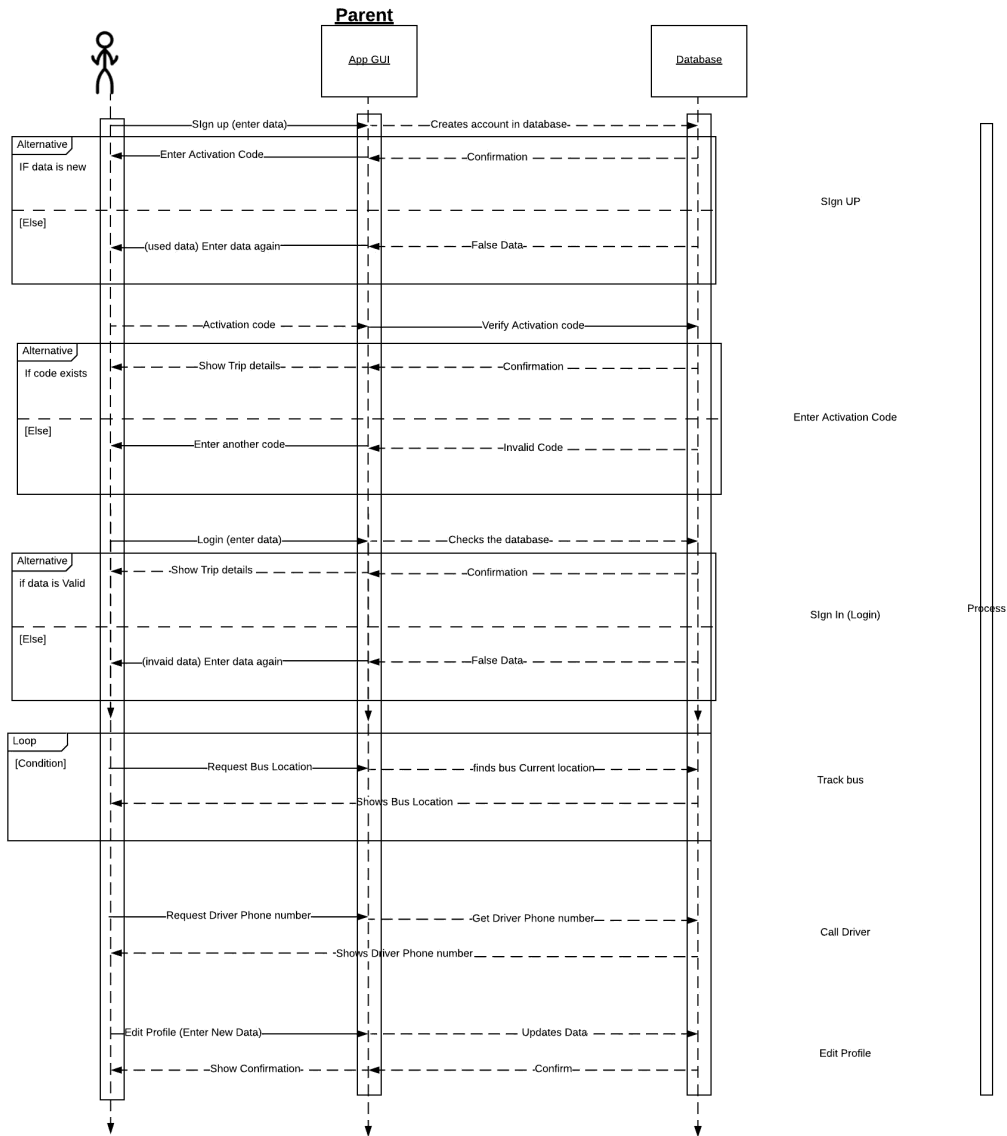 Parent
App GUI
Database
SIgn up (enter data)
Creates account in database
Alternative
Enter Activation Code
Confirmation
IF data is new
SIgn UP
[Else]
(used data) Enter data again
False Data
Activation code
Verify Activation code
Alternative
Show Trip details
Confirmation
If code exists
Enter Activation Code
[Else]
Enter another code
Invalid Code
Login (enter data)
Checks the database
Alternative
Show Trip details
Confirmation
if data is Valid
Process
SIgn In (Login)
[Else]
(invaid data) Enter data again
False Data
Loop
[Condition]
Request Bus Location
finds bus Current location
Track bus
Shows Bus Location
Request Driver Phone number
Get Driver Phone number
Call Driver
Shows Driver Phone number
Edit Profile (Enter New Data)
Updates Data
Edit Profile
Show Confirmation
Confirm